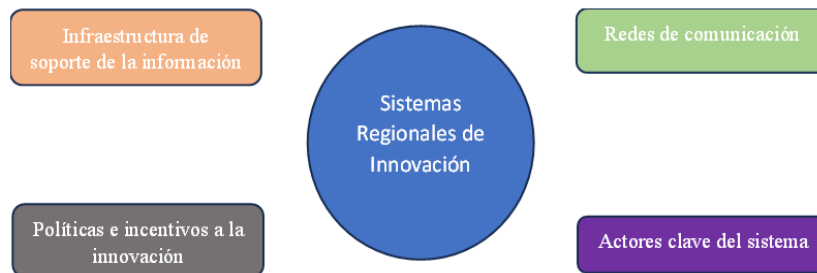 Infraestructura de
soporte de la información
Redes de comunicación
Sistemas
Regionales de
Innovación
Políticas e incentivos a la
innovación
Actores clave del sistema